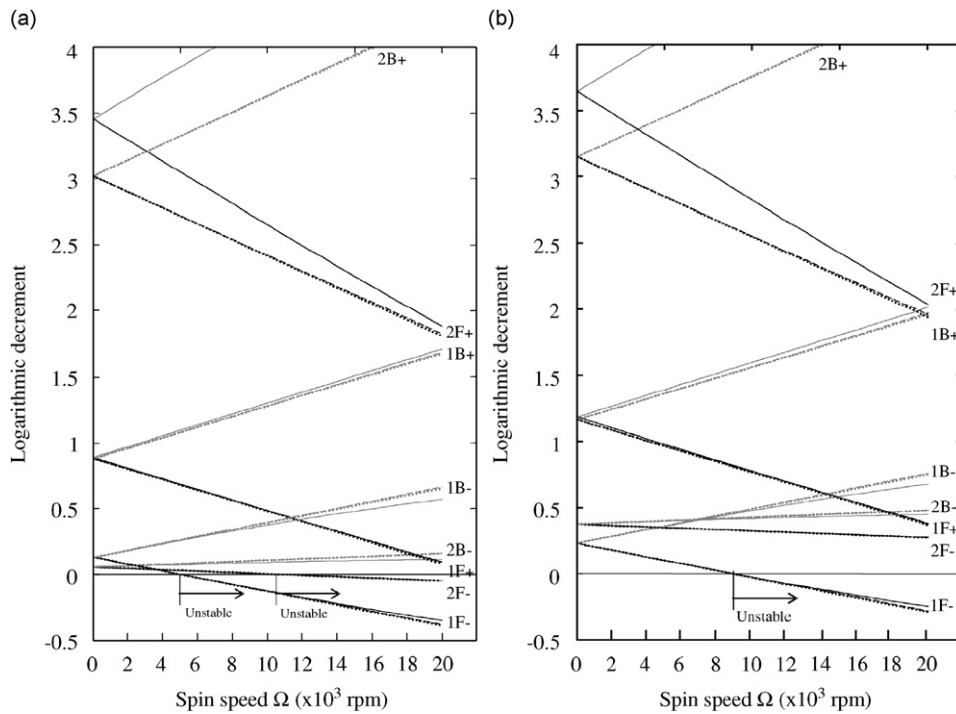 (a)
4
3.5
3
2.5
2
1.5
1
0.5
0
-0.5
Logarithmic decrement
2B+
2F+
1B+
1B-
2B-
1F+
2F-
1F-
Unstable
Unstable
0 2 4 6 8 10 12 14 16 18 20
Spin speed Ω (x10³ rpm)
(b)
4
3.5
3
2.5
2
1.5
1
0.5
0
-0.5
Logarithmic decrement
2B+
2F+
1B+
1B-
2B-
1F+
2F-
1F-
Unstable
0 2 4 6 8 10 12 14 16 18 20
Spin speed Ω (x10³ rpm)